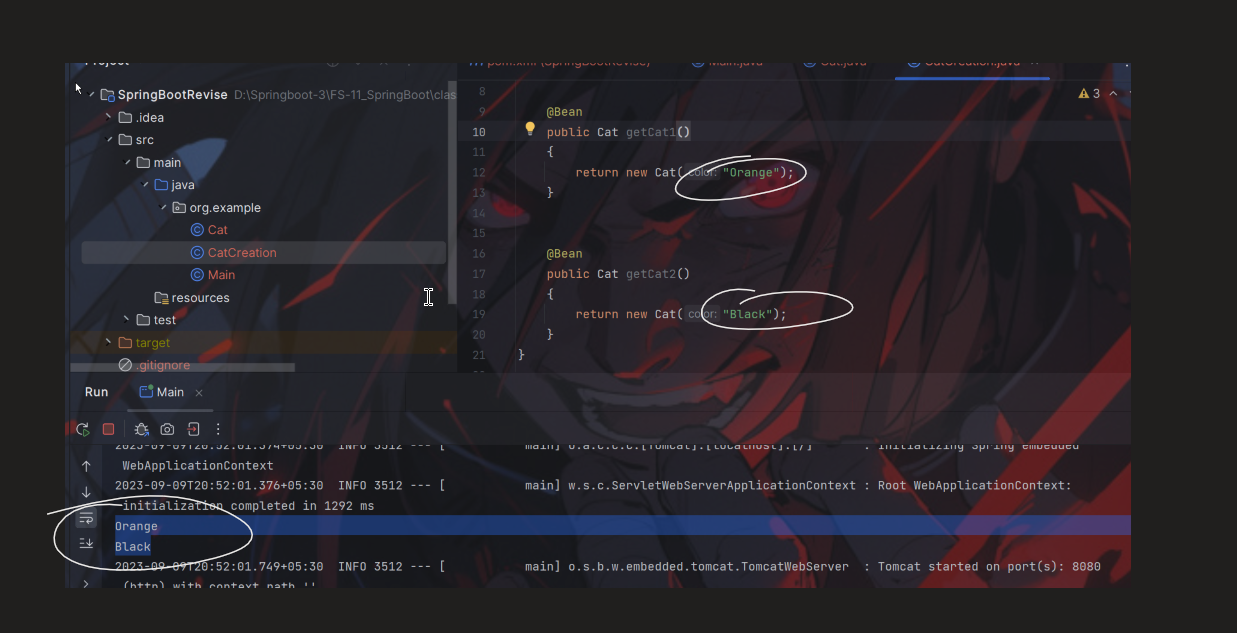 Project
pom.xml (SpringBootRevise) Main.java Cat.java CatCreation.java
SpringBootRevise D:\Springboot-3\FS-11_SpringBoot\clas
.idea
src
main
java
org.example
Cat
CatCreation
Main
resources
test
target
.gitignore
3
8
9 @Bean
10 public Cat getCat1()
11 {
12 return new Cat( color: "Orange");
13 }
14
15
16 @Bean
17 public Cat getCat2()
18 {
19 return new Cat( color: "Black");
20 }
21 }
Run Main
2023-09-09T20:52:01.374+05:30 INFO 3512 --- [ main] o.a.c.c.C.[Tomcat].[localhost].[/] : Initializing Spring embedded
WebApplicationContext
2023-09-09T20:52:01.376+05:30 INFO 3512 --- [ main] w.s.c.ServletWebServerApplicationContext : Root WebApplicationContext:
initialization completed in 1292 ms
Orange
Black
2023-09-09T20:52:01.749+05:30 INFO 3512 --- [ main] o.s.b.w.embedded.tomcat.TomcatWebServer : Tomcat started on port(s): 8080
(http) with context path ''